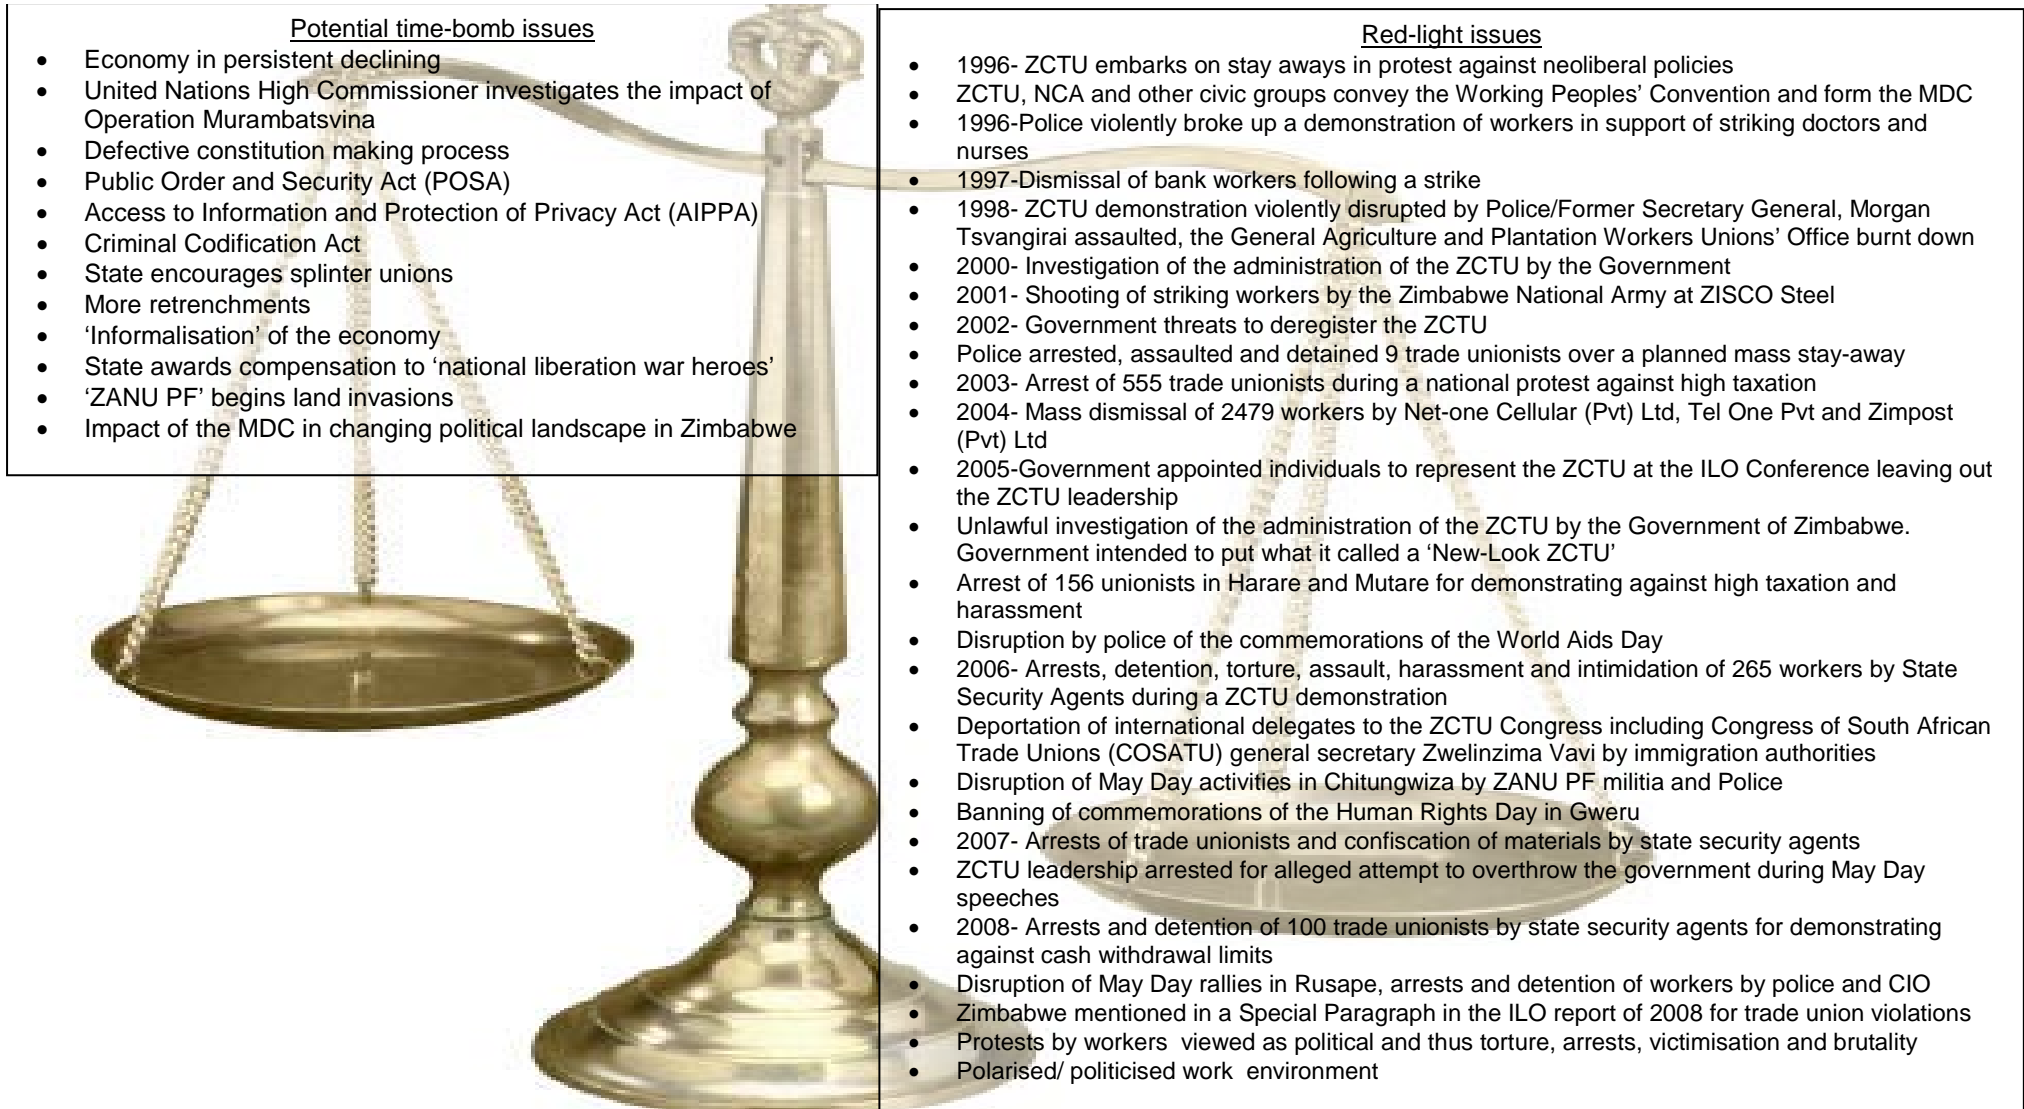 Potential time-bomb issues
• Economy in persistent declining
• United Nations High Commissioner investigates the impact of
Operation Murambatsvina
• Defective constitution making process
• Public Order and Security Act (POSA)
• Access to Information and Protection of Privacy Act (AIPPA)
• Criminal Codification Act
• State encourages splinter unions
• More retrenchments
• ‘Informalisation’ of the economy
• State awards compensation to ‘national liberation war heroes’
• ‘ZANU PF’ begins land invasions
• Impact of the MDC in changing political landscape in Zimbabwe
Red-light issues
• 1996- ZCTU embarks on stay aways in protest against neoliberal policies
• ZCTU, NCA and other civic groups convey the Working Peoples’ Convention and form the MDC
• 1996-Police violently broke up a demonstration of workers in support of striking doctors and
nurses
• 1997-Dismissal of bank workers following a strike
• 1998- ZCTU demonstration violently disrupted by Police/Former Secretary General, Morgan
Tsvangirai assaulted, the General Agriculture and Plantation Workers Unions’ Office burnt down
• 2000- Investigation of the administration of the ZCTU by the Government
• 2001- Shooting of striking workers by the Zimbabwe National Army at ZISCO Steel
• 2002- Government threats to deregister the ZCTU
• Police arrested, assaulted and detained 9 trade unionists over a planned mass stay-away
• 2003- Arrest of 555 trade unionists during a national protest against high taxation
• 2004- Mass dismissal of 2479 workers by Net-one Cellular (Pvt) Ltd, Tel One Pvt and Zimpost
(Pvt) Ltd
• 2005-Government appointed individuals to represent the ZCTU at the ILO Conference leaving out
the ZCTU leadership
• Unlawful investigation of the administration of the ZCTU by the Government of Zimbabwe.
Government intended to put what it called a ‘New-Look ZCTU’
• Arrest of 156 unionists in Harare and Mutare for demonstrating against high taxation and
harassment
• Disruption by police of the commemorations of the World Aids Day
• 2006- Arrests, detention, torture, assault, harassment and intimidation of 265 workers by State
Security Agents during a ZCTU demonstration
• Deportation of international delegates to the ZCTU Congress including Congress of South African
Trade Unions (COSATU) general secretary Zwelinzima Vavi by immigration authorities
• Disruption of May Day activities in Chitungwiza by ZANU PF militia and Police
• Banning of commemorations of the Human Rights Day in Gweru
• 2007- Arrests of trade unionists and confiscation of materials by state security agents
• ZCTU leadership arrested for alleged attempt to overthrow the government during May Day
speeches
• 2008- Arrests and detention of 100 trade unionists by state security agents for demonstrating
against cash withdrawal limits
• Disruption of May Day rallies in Rusape, arrests and detention of workers by police and CIO
• Zimbabwe mentioned in a Special Paragraph in the ILO report of 2008 for trade union violations
• Protests by workers  viewed as political and thus torture, arrests, victimisation and brutality
• Polarised/ politicised work  environment